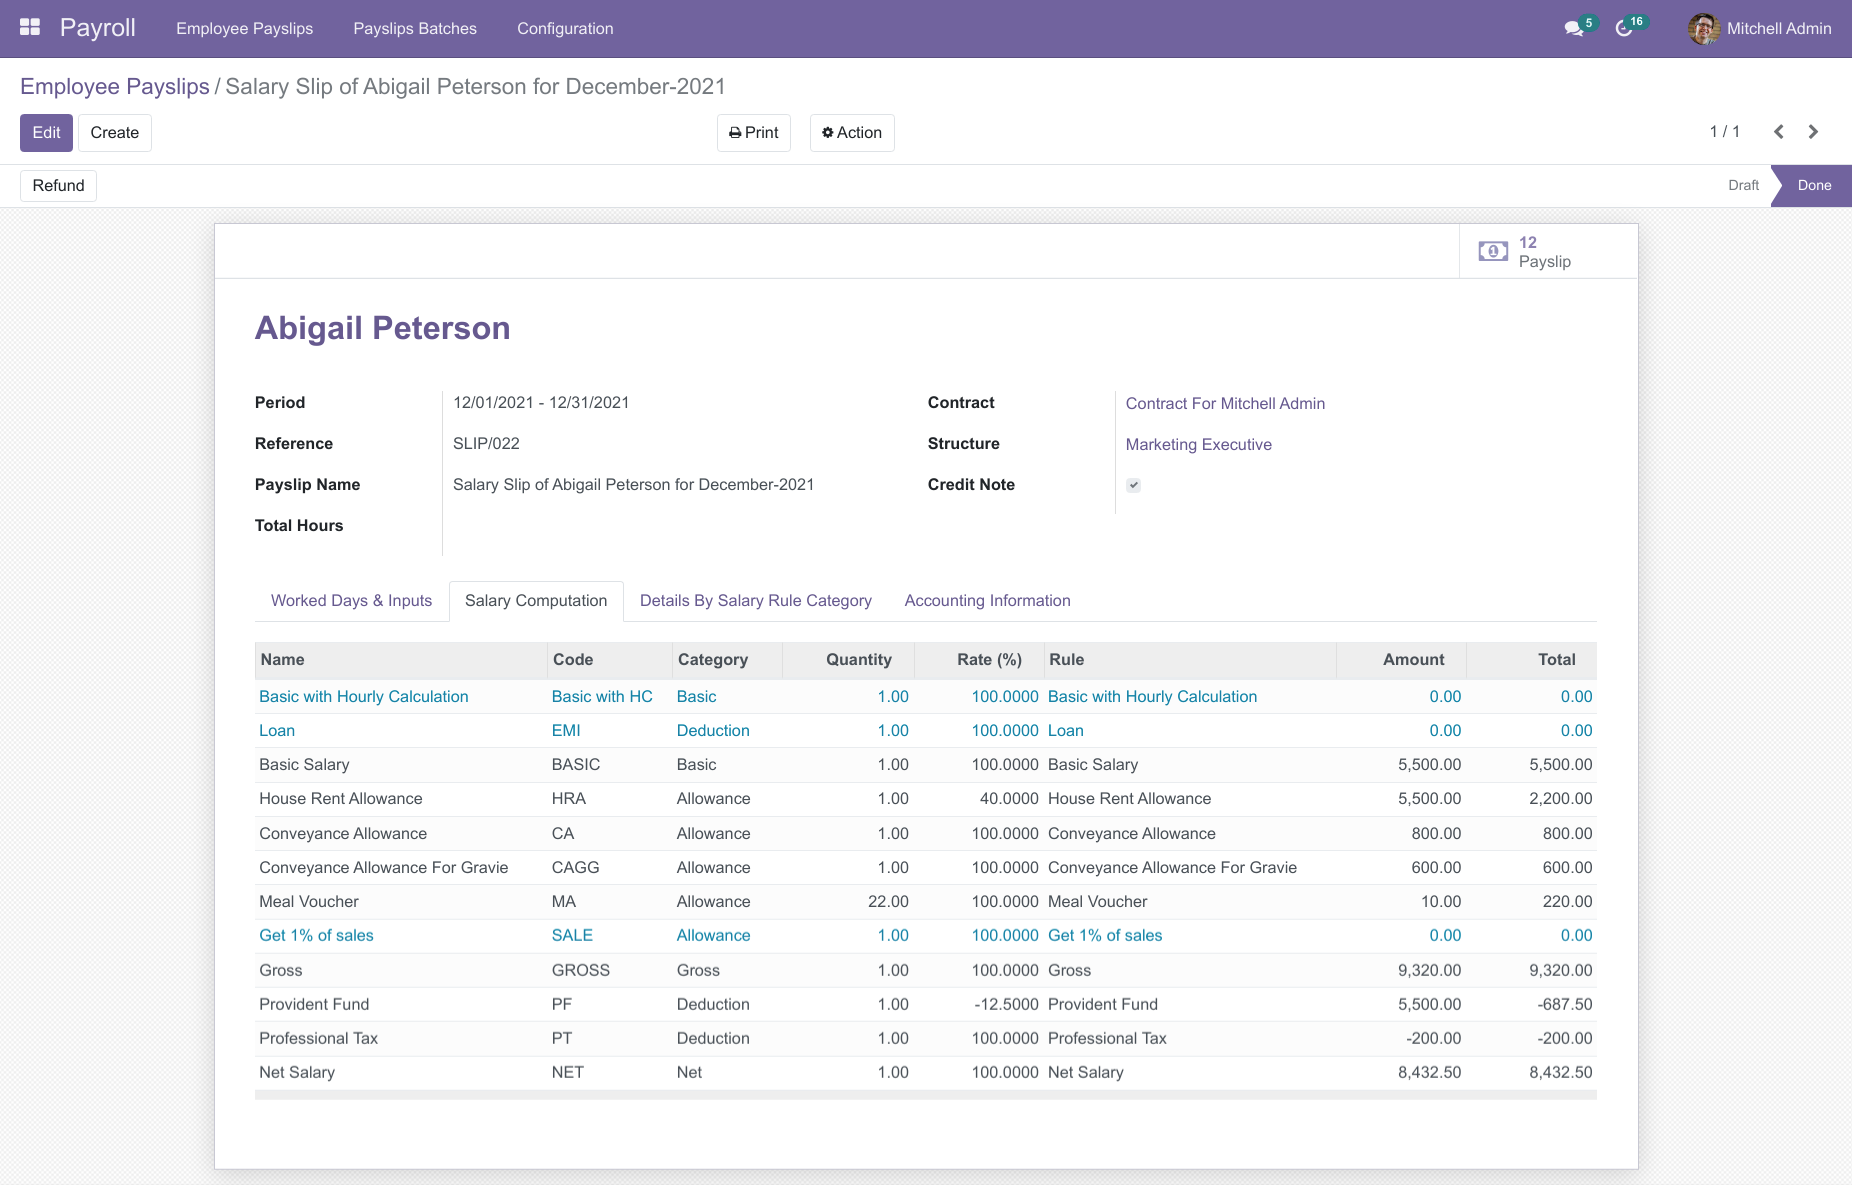 Payroll Employee Payslips Payslips Batches Configuration 5 16 Mitchell Admin
Employee Payslips / Salary Slip of Abigail Peterson for December-2021
Edit Create Print Action 1 / 1
Refund Draft Done
12
Payslip
Abigail Peterson
Period 12/01/2021 - 12/31/2021 Contract Contract For Mitchell Admin
Reference SLIP/022 Structure Marketing Executive
Payslip Name Salary Slip of Abigail Peterson for December-2021 Credit Note
Total Hours
Worked Days & Inputs Salary Computation Details By Salary Rule Category Accounting Information
Name Code Category Quantity Rate (%) Rule Amount Total
Basic with Hourly Calculation Basic with HC Basic 1.00 100.0000 Basic with Hourly Calculation 0.00 0.00
Loan EMI Deduction 1.00 100.0000 Loan 0.00 0.00
Basic Salary BASIC Basic 1.00 100.0000 Basic Salary 5,500.00 5,500.00
House Rent Allowance HRA Allowance 1.00 40.0000 House Rent Allowance 5,500.00 2,200.00
Conveyance Allowance CA Allowance 1.00 100.0000 Conveyance Allowance 800.00 800.00
Conveyance Allowance For Gravie CAGG Allowance 1.00 100.0000 Conveyance Allowance For Gravie 600.00 600.00
Meal Voucher MA Allowance 22.00 100.0000 Meal Voucher 10.00 220.00
Get 1% of sales SALE Allowance 1.00 100.0000 Get 1% of sales 0.00 0.00
Gross GROSS Gross 1.00 100.0000 Gross 9,320.00 9,320.00
Provident Fund PF Deduction 1.00 -12.5000 Provident Fund 5,500.00 -687.50
Professional Tax PT Deduction 1.00 100.0000 Professional Tax -200.00 -200.00
Net Salary NET Net 1.00 100.0000 Net Salary 8,432.50 8,432.50